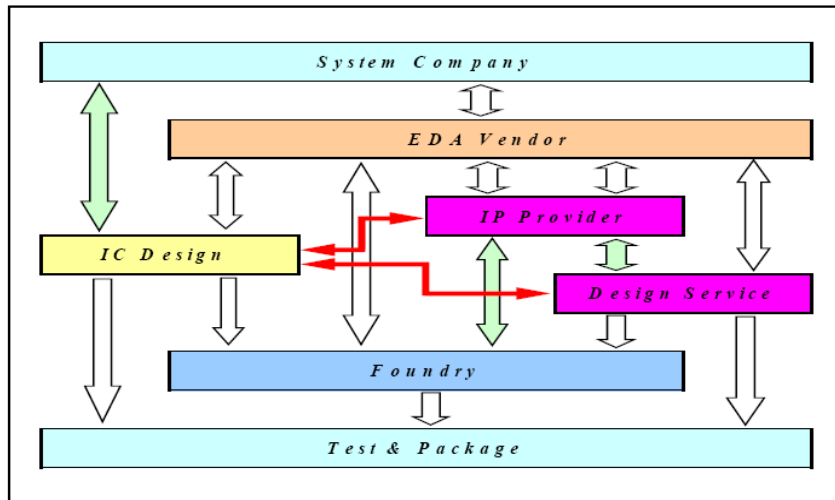 System Company
EDA Vendor
IP Provider
IC Design
Design Service
Foundry
Test & Package